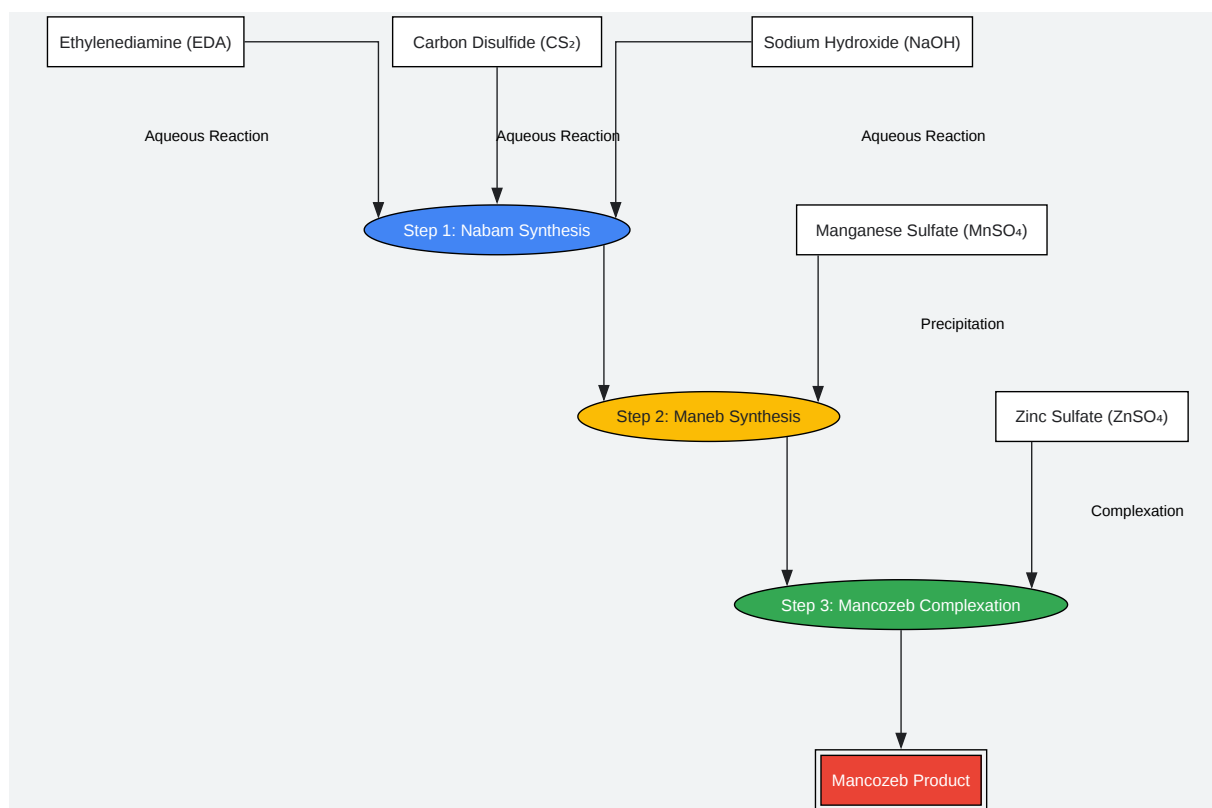 Ethylenediamine (EDA)
Carbon Disulfide (CS₂)
Sodium Hydroxide (NaOH)
Aqueous Reaction
Aqueous Reaction
Aqueous Reaction
Step 1: Nabam Synthesis
Manganese Sulfate (MnSO₄)
Precipitation
Step 2: Maneb Synthesis
Zinc Sulfate (ZnSO₄)
Complexation
Step 3: Mancozeb Complexation
Mancozeb Product